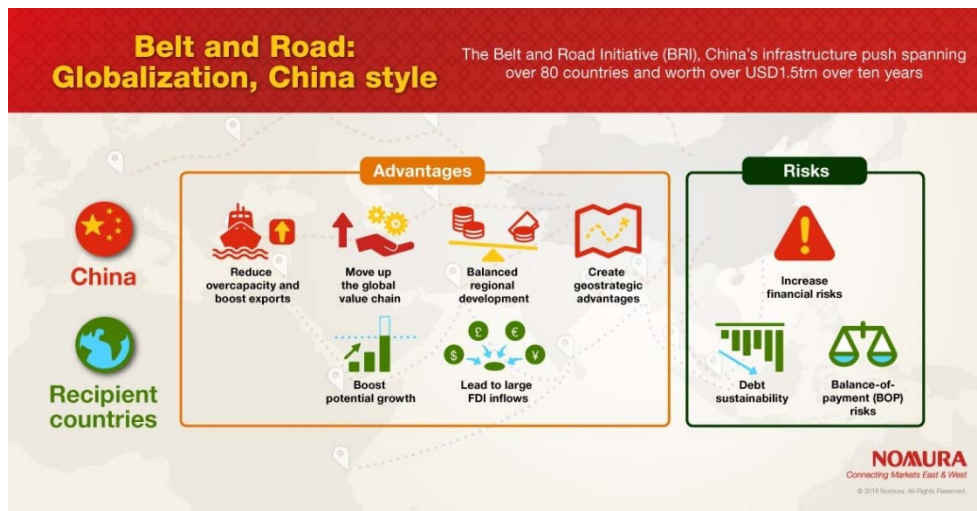 Belt and Road:
Globalization, China style
The Belt and Road Initiative (BRI), China's infrastructure push spanning
over 80 countries and worth over USD1.5trn over ten years
Advantages
Risks
China
Reduce
overcapacity and
boost exports
Move up
the global
value chain
Balanced
regional
development
Create
geostrategic
advantages
Increase
financial risks
Recipient
countries
Boost
potential growth
$
£
€
¥
Lead to large
FDI inflows
Debt
sustainability
Balance-of-
payment (BOP)
risks
NOMURA
Connecting Markets East & West
© 2018 Nomura. All Rights Reserved.